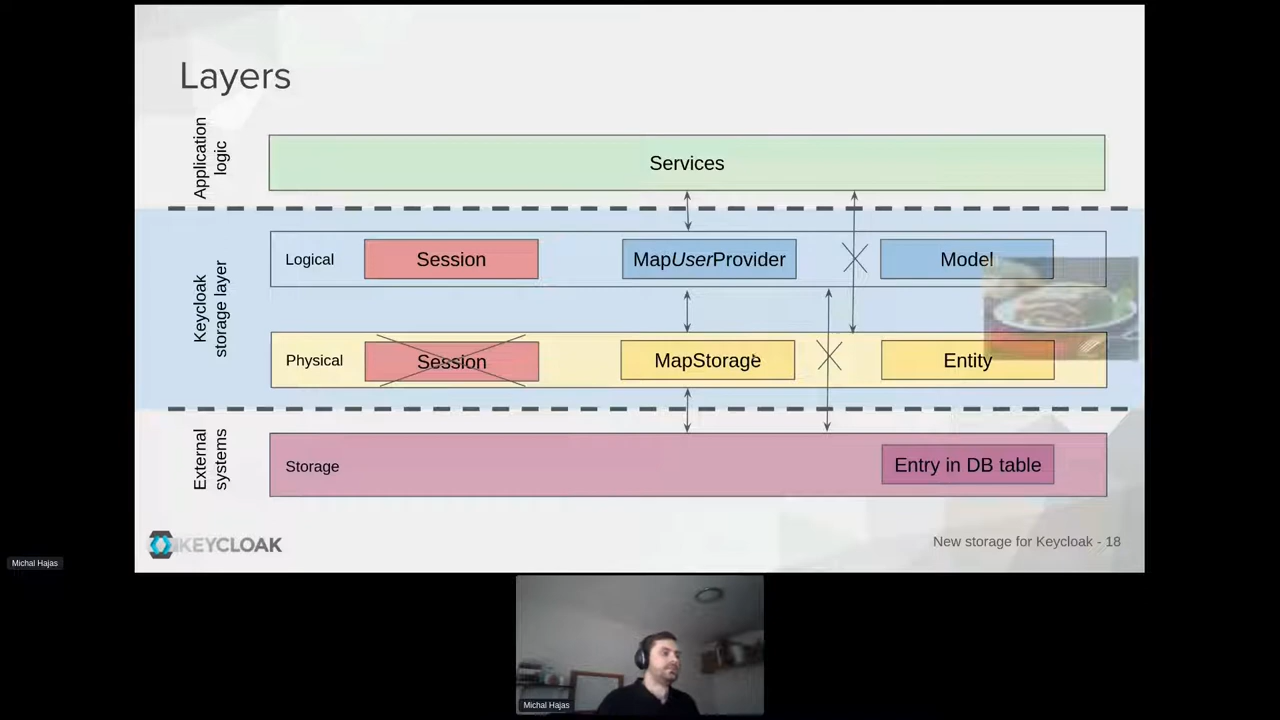 Layers
Application
logic
Services
Keycloak
storage layer
Logical
Session
MapUserProvider
Model
Physical
Session
MapStorage
Entity
External
systems
Storage
Entry in DB table
KEYCLOAK
New storage for Keycloak - 18
Michal Hajas
Michal Hajas